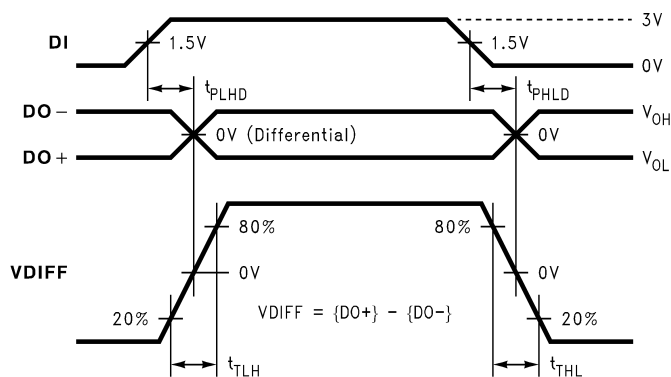 3V
DI
1.5V
1.5V
0V
tPLHD
tPHLD
DO−
0V (Differential)
0V
VOH
DO+
VOL
80%
80%
VDIFF
0V
0V
20%
VDIFF = {DO+} - {DO-}
20%
tTLH
tTHL